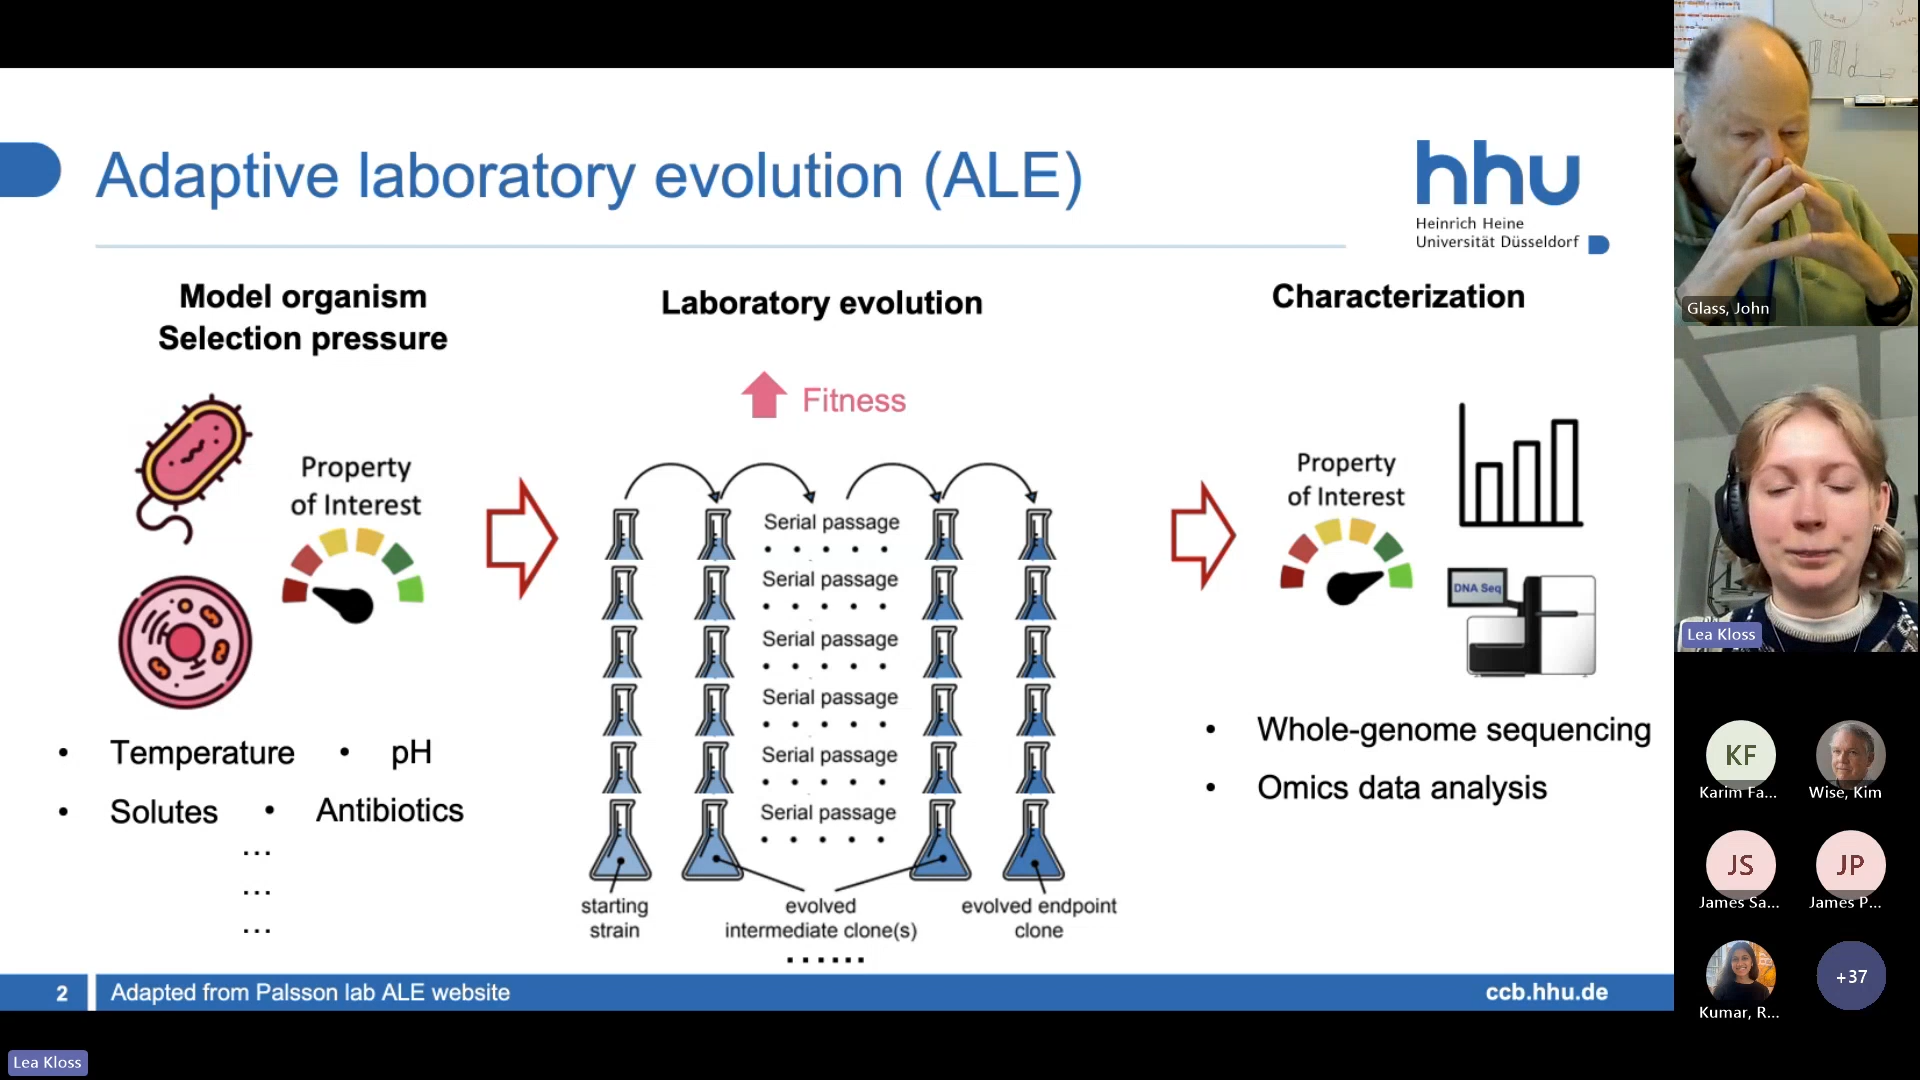 Adaptive laboratory evolution (ALE)
hhu
Heinrich Heine
Universität Düsseldorf
Model organism
Selection pressure
Property
of Interest
• Temperature • pH
• Solutes • Antibiotics
...
...
...
Laboratory evolution
Fitness
Serial passage
. . . . .
Serial passage
. . . . .
Serial passage
. . . . .
Serial passage
. . . . .
Serial passage
. . . . .
Serial passage
. . . . .
starting
strain
evolved
intermediate clone(s)
evolved endpoint
clone
......
Characterization
Property
of Interest
DNA Seq
• Whole-genome sequencing
• Omics data analysis
2
Adapted from Palsson lab ALE website
ccb.hhu.de
Glass, John
Lea Kloss
KF
Karim Fa...
Wise, Kim
JS
James Sa...
JP
James P...
Kumar, R...
+37
Lea Kloss